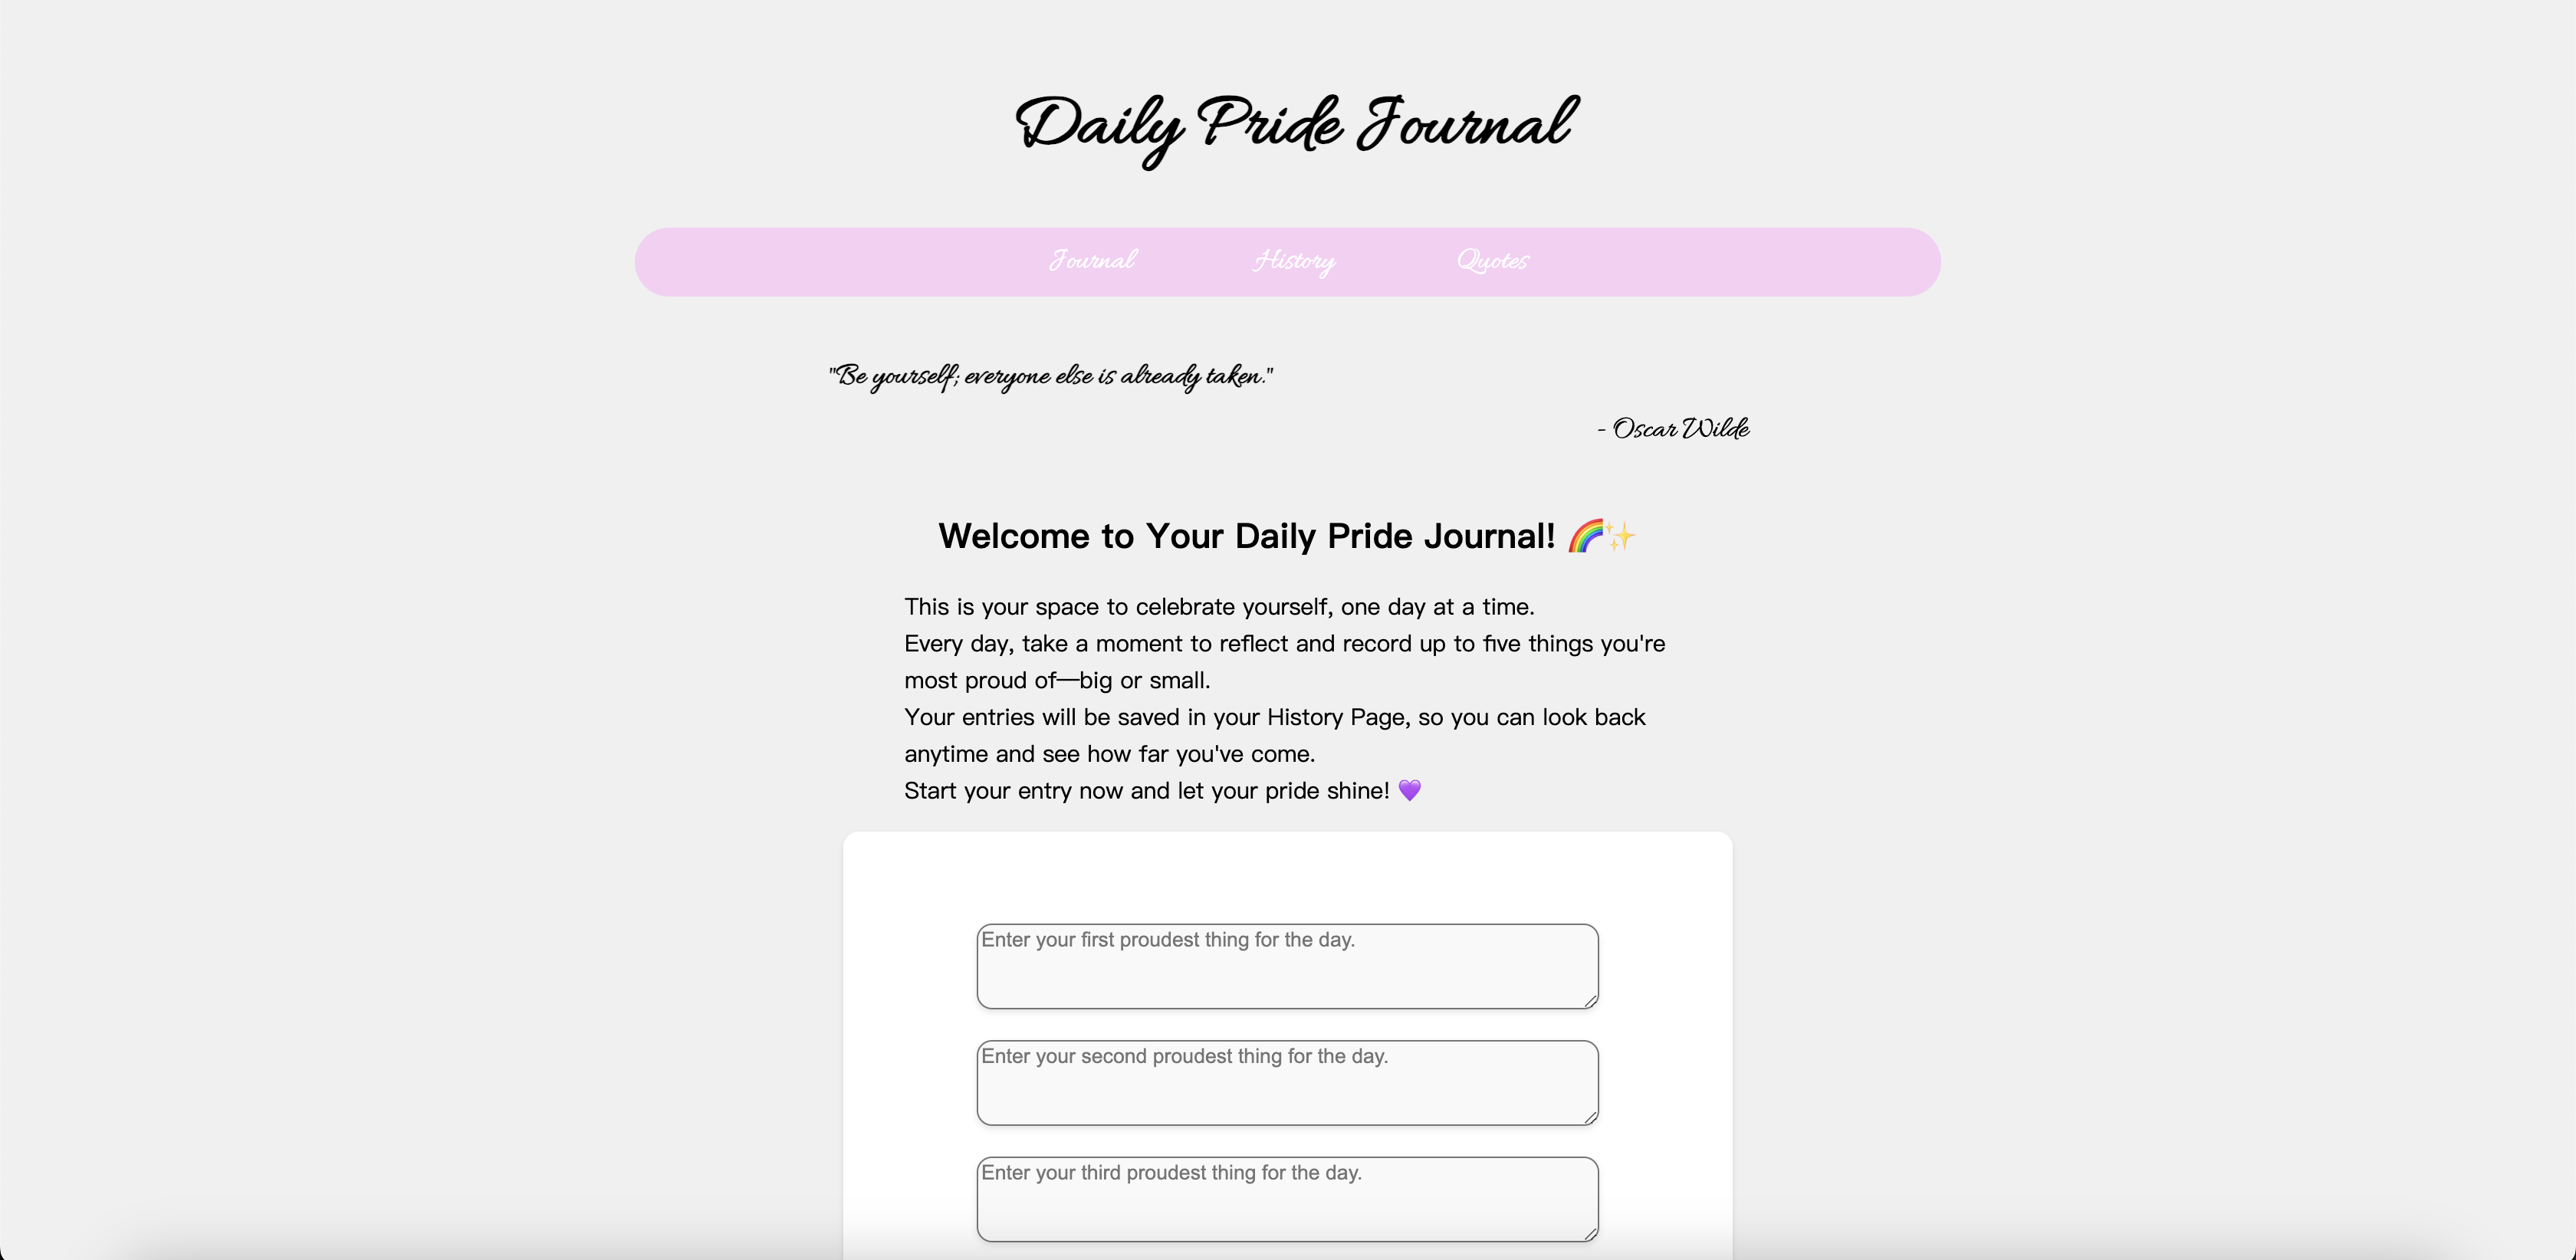 Daily Pride Journal
Journal History Quotes
"Be yourself; everyone else is already taken."
- Oscar Wilde
Welcome to Your Daily Pride Journal! 🌈✨
This is your space to celebrate yourself, one day at a time.
Every day, take a moment to reflect and record up to five things you're
most proud of—big or small.
Your entries will be saved in your History Page, so you can look back
anytime and see how far you've come.
Start your entry now and let your pride shine! 💜
Enter your first proudest thing for the day.
Enter your second proudest thing for the day.
Enter your third proudest thing for the day.